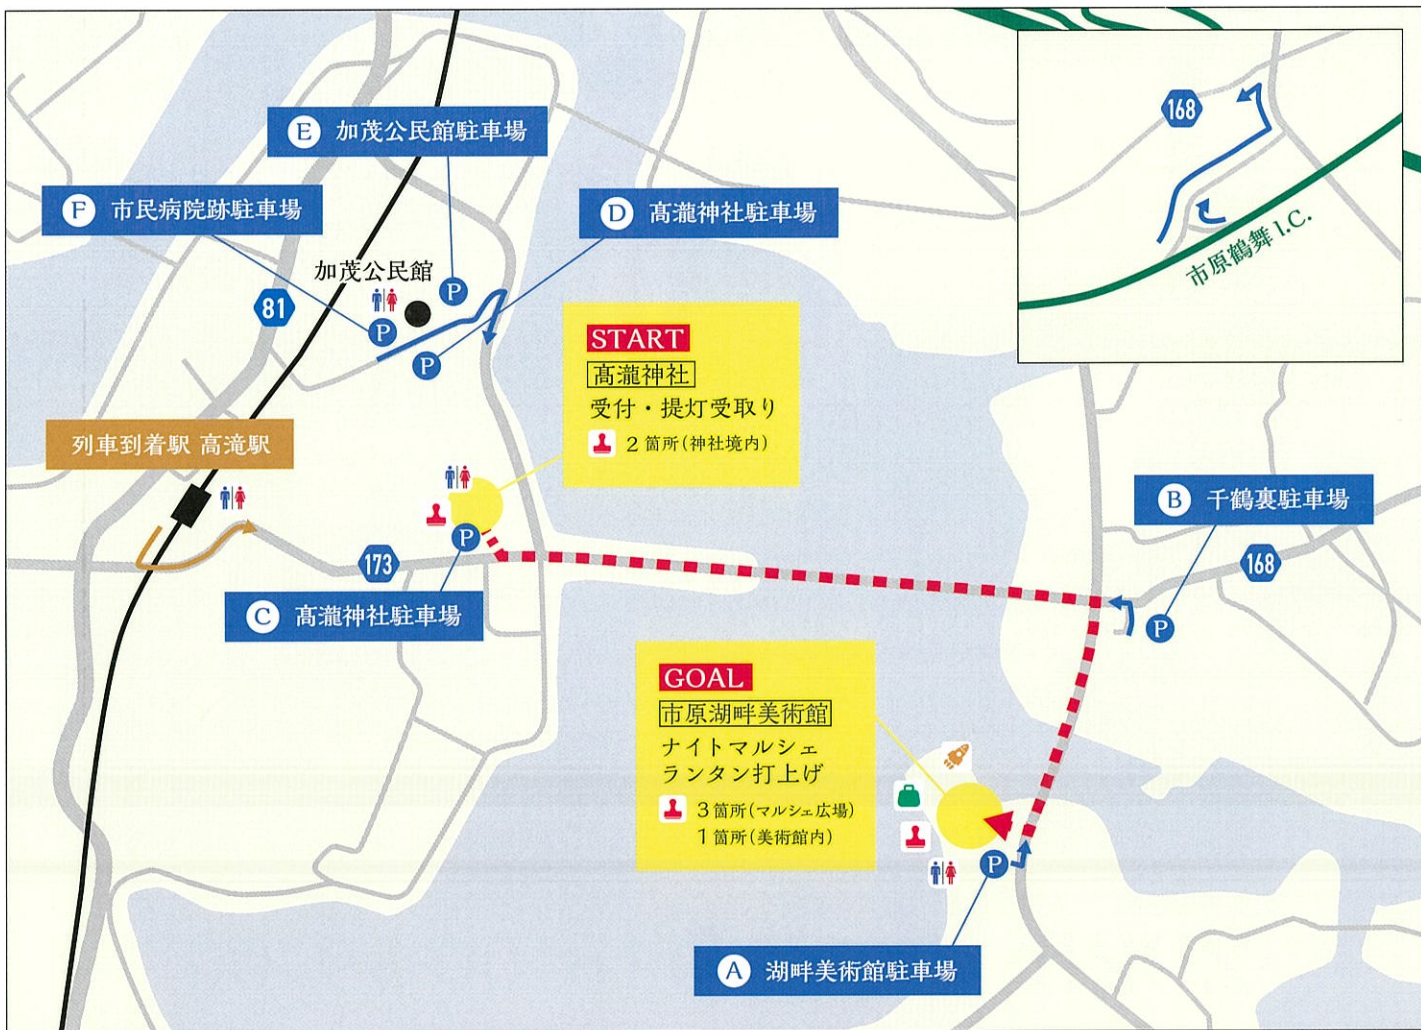 168
市原鶴舞 I.C.
E 加茂公民館駐車場
F 市民病院跡駐車場
D 髙瀧神社駐車場
加茂公民館
P
81
P
P
START
髙瀧神社
受付・提灯受取り
2箇所(神社境内)
列車到着駅 高滝駅
B 千鶴裏駐車場
P
173
168
C 髙瀧神社駐車場
P
GOAL
市原湖畔美術館
ナイトマルシェ
ランタン打上げ
3箇所(マルシェ広場)
1箇所(美術館内)
P
A 湖畔美術館駐車場